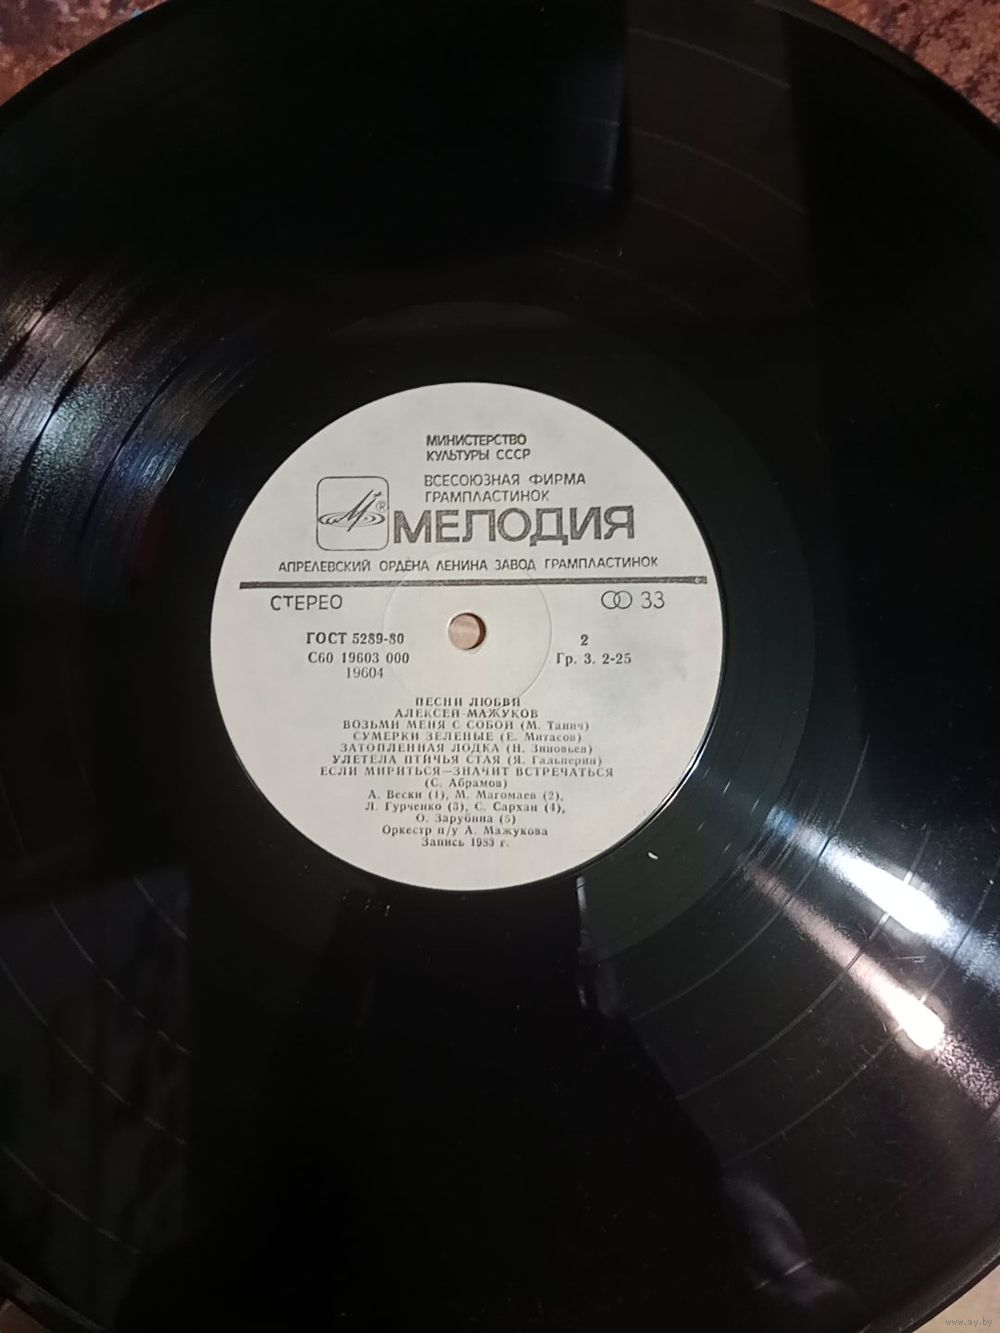 МИНИСТЕРСТВО
КУЛЬТУРЫ СССР
ВСЕСОЮЗНАЯ ФИРМА
ГРАМПЛАСТИНОК
МЕЛОДИЯ
АПРЕЛЕВСКИЙ ОРДЕНА ЛЕНИНА ЗАВОД ГРАМПЛАСТИНОК
СТЕРЕО 33
ГОСТ 5289-80 2
С60 19603 000 Гр. 3. 2-25
19604
ПЕСНИ ЛЮБВИ
АЛЕКСЕЙ МАЖУКОВ
ВОЗЬМИ МЕНЯ С СОБОЙ (М. Танич)
СУМЕРКИ ЗЕЛЕНЫЕ (Е. Митасов)
ЗАТОПЛЕННАЯ ЛОДКА (Н. Зиновьев)
УЛЕТЕЛА ПТИЧЬЯ СТАЯ (Я. Гальперин)
ЕСЛИ МИРИТЬСЯ—ЗНАЧИТ ВСТРЕЧАТЬСЯ
(С. Абрамов)
А. Вески (1), М. Магомаев (2),
Л. Гурченко (3), С. Сархан (4),
О. Зарубина (5)
Оркестр п/у А. Мажукова
Запись 1983 г.
www.ay.by